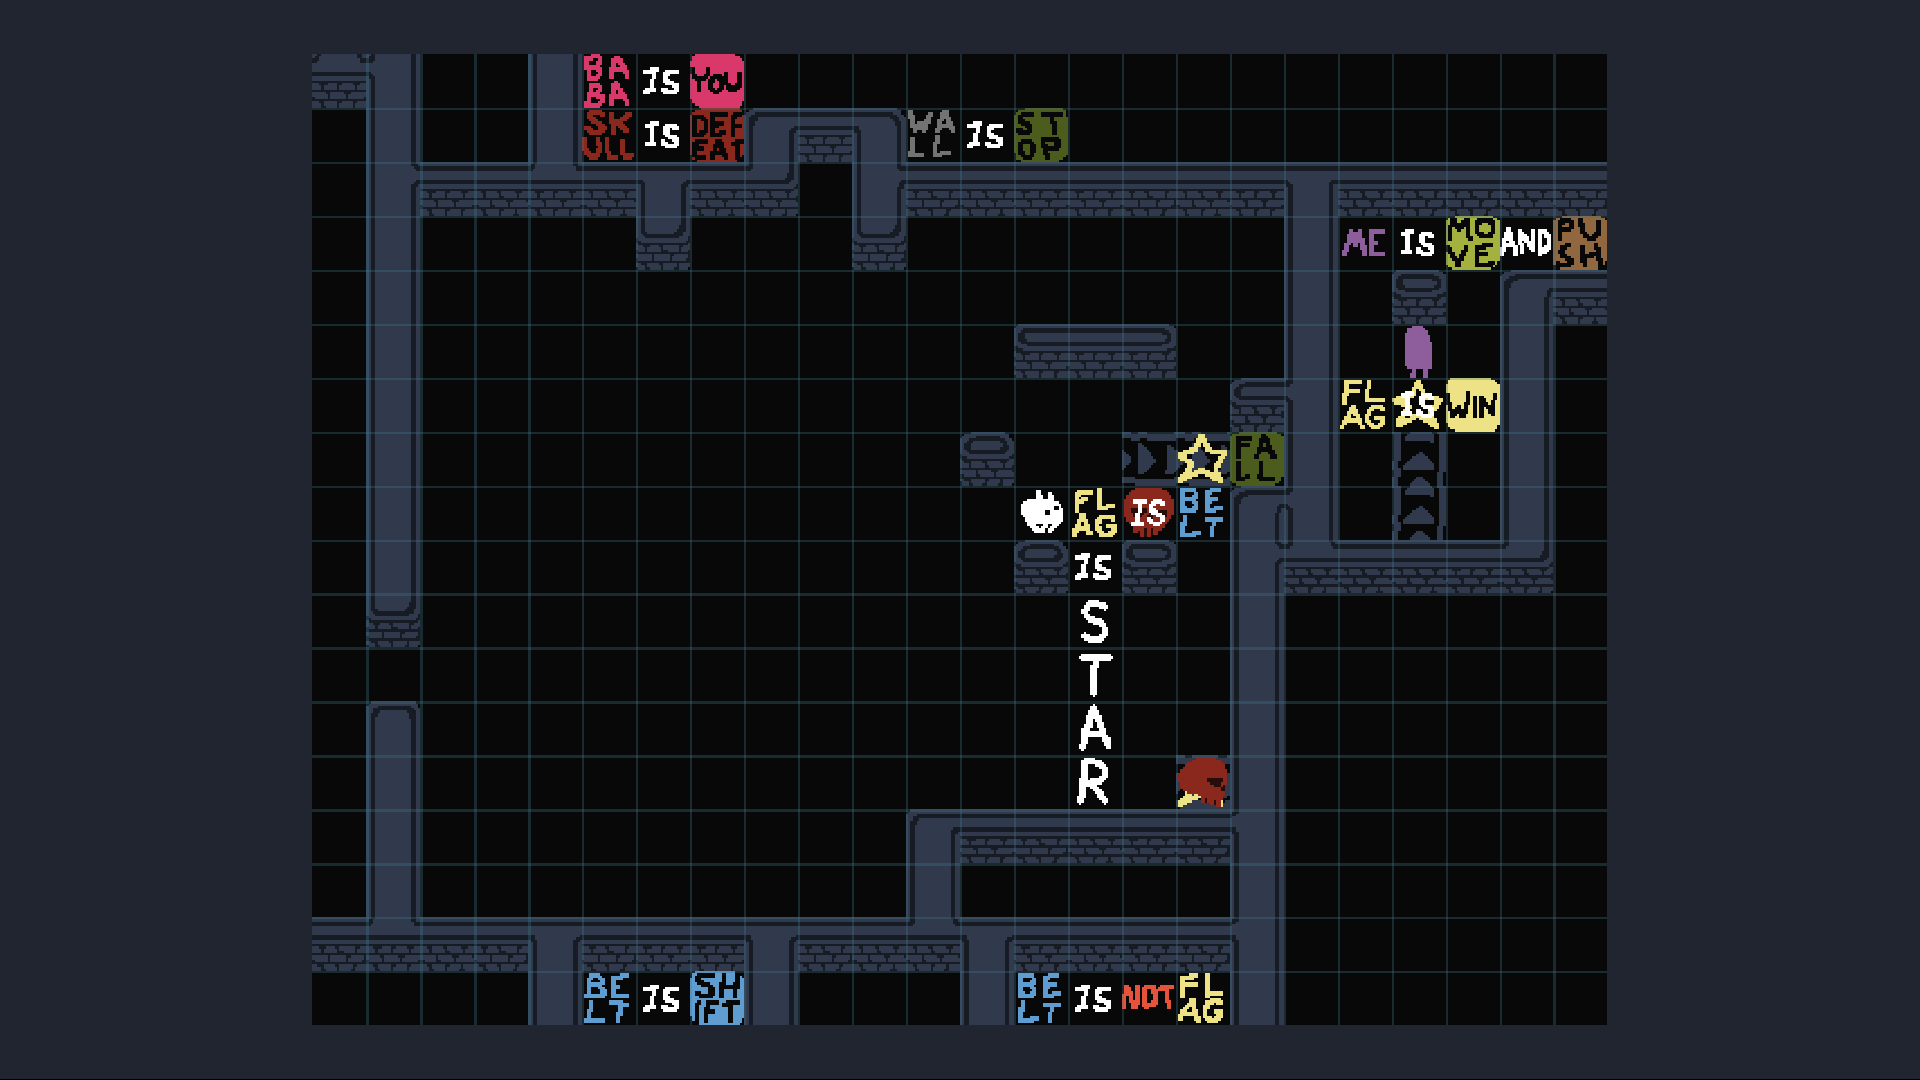 BABA IS YOU
SKULL IS DEFEAT
WALL IS STOP
ME IS MOVE AND PUSH
FLAG IS WIN
FALL
FLAG IS BELT
IS
S
T
A
R
BELT IS SHIFT
BELT IS NOT FLAG